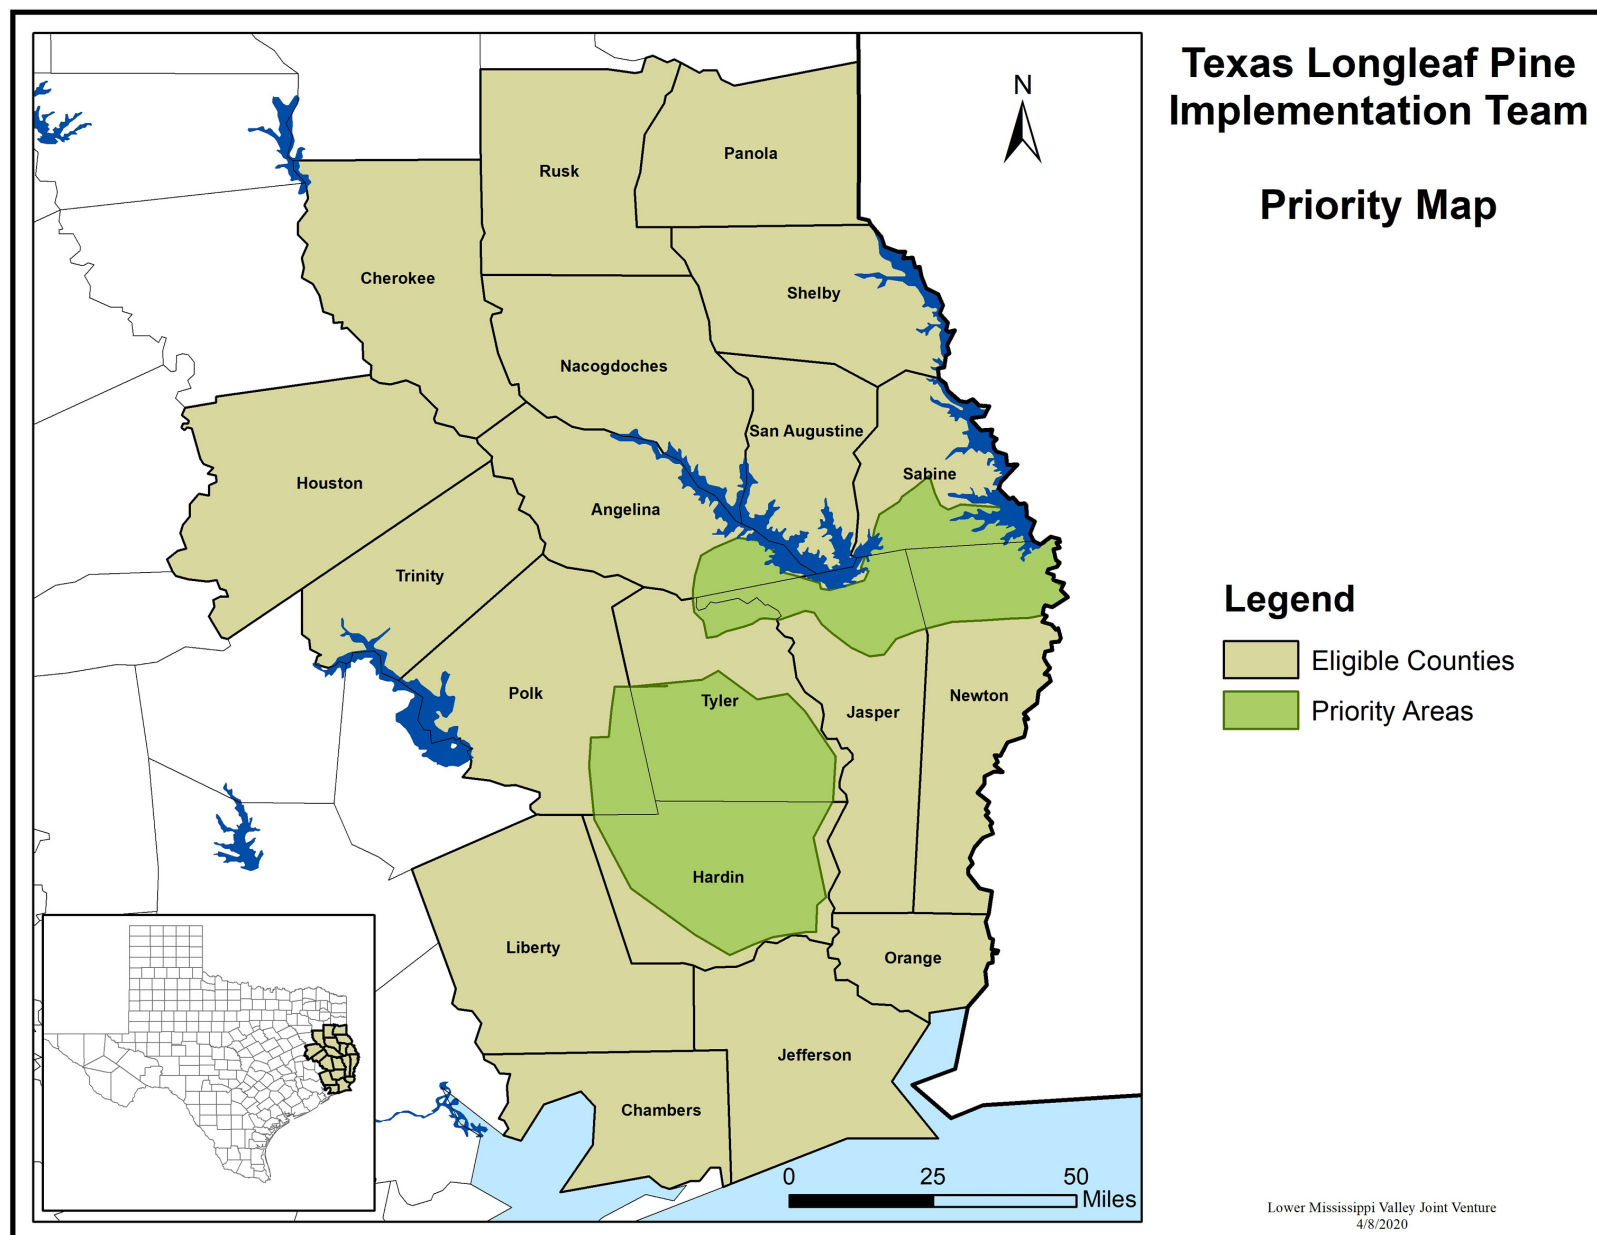 Texas Longleaf Pine
Implementation Team
Priority Map
N
Rusk
Panola
Cherokee
Shelby
Nacogdoches
San Augustine
Sabine
Houston
Angelina
Trinity
Polk
Tyler
Jasper
Newton
Hardin
Liberty
Orange
Jefferson
Chambers
0 25 50
Miles
Legend
Eligible Counties
Priority Areas
Lower Mississippi Valley Joint Venture
4/8/2020